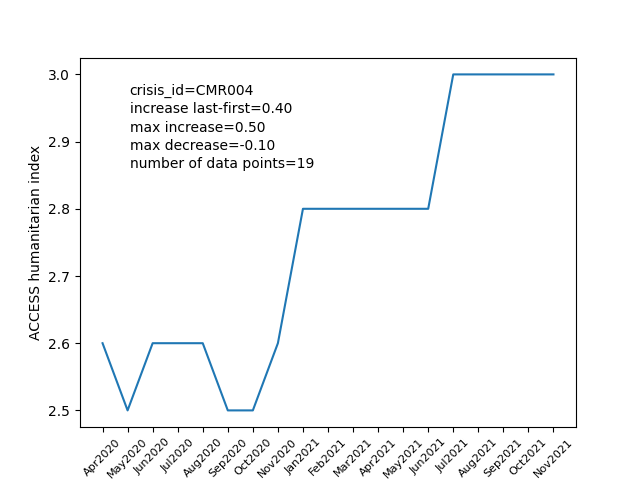 crisis_id=CMR004
increase last-first=0.40
max increase=0.50
max decrease=-0.10
number of data points=19
ACCESS humanitarian index
3.0
2.9
2.8
2.7
2.6
2.5
Apr2020
May2020
Jun2020
Jul2020
Aug2020
Sep2020
Oct2020
Nov2020
Jan2021
Feb2021
Mar2021
Apr2021
May2021
Jun2021
Jul2021
Aug2021
Sep2021
Oct2021
Nov2021